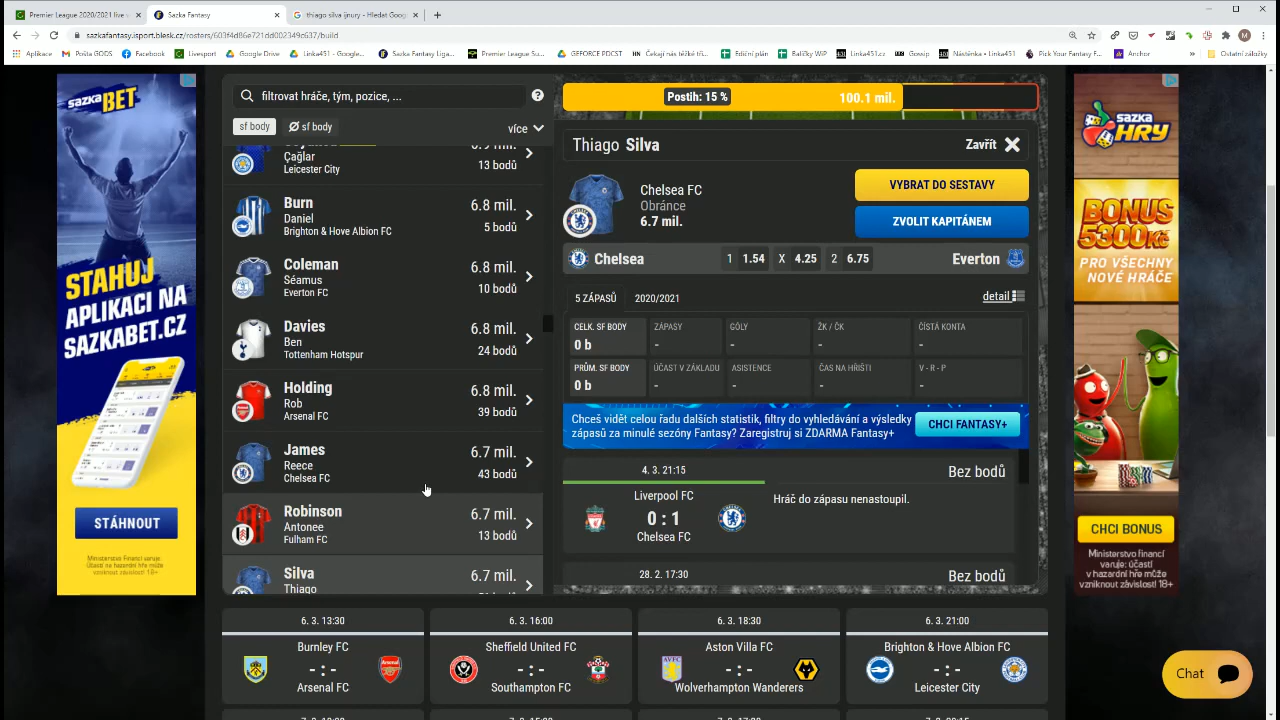 Premier League 2020/2021 live v
Sazka Fantasy
thiago silva ijnury - Hledat Goog
sazkafantasy.isport.blesk.cz/rosters/603f4d86e721dd002349c637/build
Aplikace
Pošta GODS
Facebook
Livesport
Linka451 - Google...
Sazka Fantasy Liga...
Premier League Su...
GEFORCE PDCST
Čekají nás těžké tři...
Ediční plán
Balíčky WiP
Linka451.cz
Gossip
Nástěnka • Linka451
Pick Your Fantasy F...
Anchor
Ostatní záložky
sazka BET
STAHUJ
APLIKACI NA
SAZKABET.CZ
STÁHNOUT
Ministerstvo financí varuje: účastí
na hazardní hře může
vzniknout závislost! 18+
filtrovat hráče, tým, pozice, ...
sf body
sf body
více
Çağlar
Leicester City
13 bodů
Burn
Daniel
Brighton & Hove Albion FC
6.8 mil.
5 bodů
Coleman
Séamus
Everton FC
6.8 mil.
10 bodů
Davies
Ben
Tottenham Hotspur
6.8 mil.
24 bodů
Holding
Rob
Arsenal FC
6.8 mil.
39 bodů
James
Reece
Chelsea FC
6.7 mil.
43 bodů
Robinson
Antonee
Fulham FC
6.7 mil.
13 bodů
Silva
Thiago
6.7 mil.
Postih: 15 %
100.1 mil.
Thiago Silva
Zavřít
Chelsea FC
Obránce
6.7 mil.
VYBRAT DO SESTAVY
ZVOLIT KAPITÁNEM
Chelsea 1 1.54 X 4.25 2 6.75 Everton
5 ZÁPASŮ 2020/2021 detail
CELK. SF BODY ZÁPASY GÓLY ŽK / ČK ČISTÁ KONTA
0 b - - - -
PRŮM. SF BODY ÚČAST V ZÁKLADU ASISTENCE ČAS NA HŘIŠTI V - R - P
0 b - - - -
Chceš vidět celou řadu dalších statistik, filtry do vyhledávání a výsledky
zápasů za minulé sezóny Fantasy? Zaregistruj si ZDARMA Fantasy+
CHCI FANTASY+
4. 3. 21:15
Bez bodů
Liverpool FC
0 : 1
Chelsea FC
Hráč do zápasu nenastoupil.
28. 2. 17:30
Bez bodů
sazka HRY
BONUS
5300Kč
PRO VŠECHNY
NOVÉ HRÁČE
CHCI BONUS
Ministerstvo financí
varuje: účastí
v hazardní hře může
vzniknout závislost! 18+
6. 3. 13:30
Burnley FC
- : -
Arsenal FC
6. 3. 16:00
Sheffield United FC
- : -
Southampton FC
6. 3. 18:30
Aston Villa FC
- : -
Wolverhampton Wanderers
6. 3. 21:00
Brighton & Hove Albion FC
- : -
Leicester City
Chat